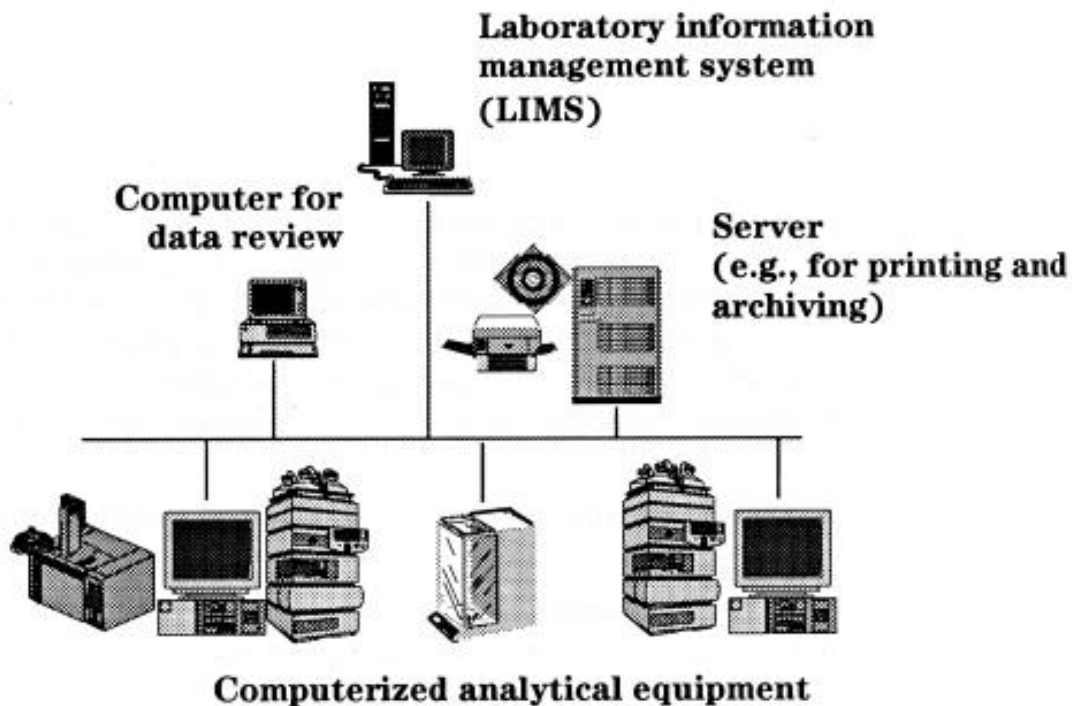 Laboratory information
management system
(LIMS)
Computer for
data review
Server
(e.g., for printing and
archiving)
Computerized analytical equipment